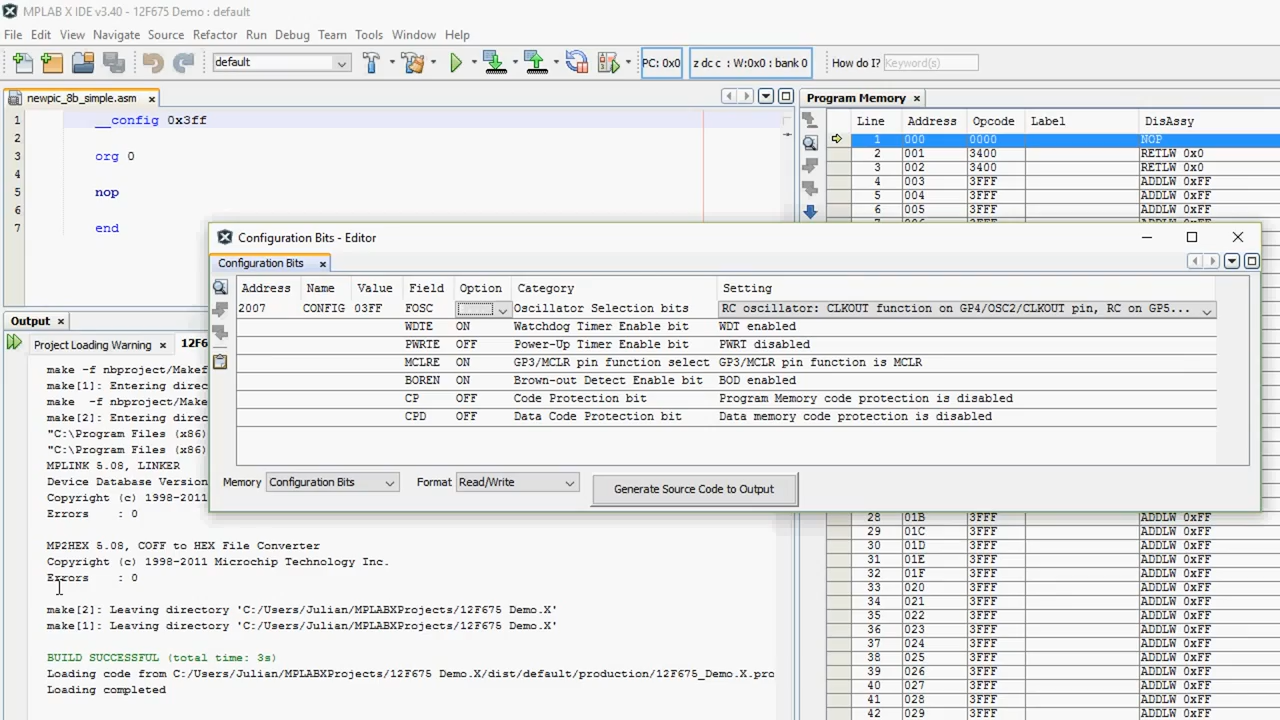 MPLAB X IDE v3.40 - 12F675 Demo : default
File Edit View Navigate Source Refactor Run Debug Team Tools Window Help
default PC: 0x0 z dc c : W:0x0 : bank 0 How do I? Keyword(s)
newpic_8b_simple.asm
1 __config 0x3ff
2
3 org 0
4
5 nop
6
7 end
Program Memory
Line Address Opcode Label DisAssy
1 000 0000 NOP
2 001 3400 RETLW 0x0
3 002 3400 RETLW 0x0
4 003 3FFF ADDLW 0xFF
5 004 3FFF ADDLW 0xFF
6 005 3FFF ADDLW 0xFF
Configuration Bits - Editor
Configuration Bits
Address Name Value Field Option Category Setting
2007 CONFIG 03FF FOSC Oscillator Selection bits RC oscillator: CLKOUT function on GP4/OSC2/CLKOUT pin, RC on GP5...
WDTE ON Watchdog Timer Enable bit WDT enabled
PWRTE OFF Power-Up Timer Enable bit PWRT disabled
MCLRE ON GP3/MCLR pin function select GP3/MCLR pin function is MCLR
BOREN ON Brown-out Detect Enable bit BOD enabled
CP OFF Code Protection bit Program Memory code protection is disabled
CPD OFF Data Code Protection bit Data memory code protection is disabled
Memory Configuration Bits Format Read/Write Generate Source Code to Output
Output
Project Loading Warning 12F6
make -f nbproject/Makef
make[1]: Entering direc
make  -f nbproject/Make
make[2]: Entering direc
"C:\Program Files (x86)
"C:\Program Files (x86)
MPLINK 5.08, LINKER
Device Database Version
Copyright (c) 1998-2011
Errors    : 0
MP2HEX 5.08, COFF to HEX File Converter
Copyright (c) 1998-2011 Microchip Technology Inc.
Errors    : 0
make[2]: Leaving directory 'C:/Users/Julian/MPLABXProjects/12F675 Demo.X'
make[1]: Leaving directory 'C:/Users/Julian/MPLABXProjects/12F675 Demo.X'
BUILD SUCCESSFUL (total time: 3s)
Loading code from C:/Users/Julian/MPLABXProjects/12F675 Demo.X/dist/default/production/12F675_Demo.X.pro
Loading completed
28 01B 3FFF ADDLW 0xFF
29 01C 3FFF ADDLW 0xFF
30 01D 3FFF ADDLW 0xFF
31 01E 3FFF ADDLW 0xFF
32 01F 3FFF ADDLW 0xFF
33 020 3FFF ADDLW 0xFF
34 021 3FFF ADDLW 0xFF
35 022 3FFF ADDLW 0xFF
36 023 3FFF ADDLW 0xFF
37 024 3FFF ADDLW 0xFF
38 025 3FFF ADDLW 0xFF
39 026 3FFF ADDLW 0xFF
40 027 3FFF ADDLW 0xFF
41 028 3FFF ADDLW 0xFF
42 029 3FFF ADDLW 0xFF